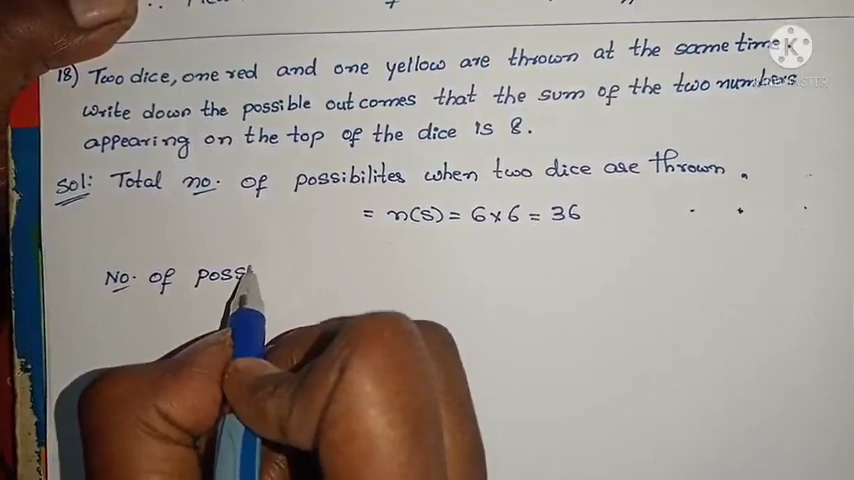 18) Two dice, one red and one yellow are thrown at the same time.
write down the possible outcomes that the sum of the two numbers
appearing on the top of the dice is 8.
Sol: Total no. of possibilites when two dice are thrown.
= n(S) = 6×6 = 36
No. of poss